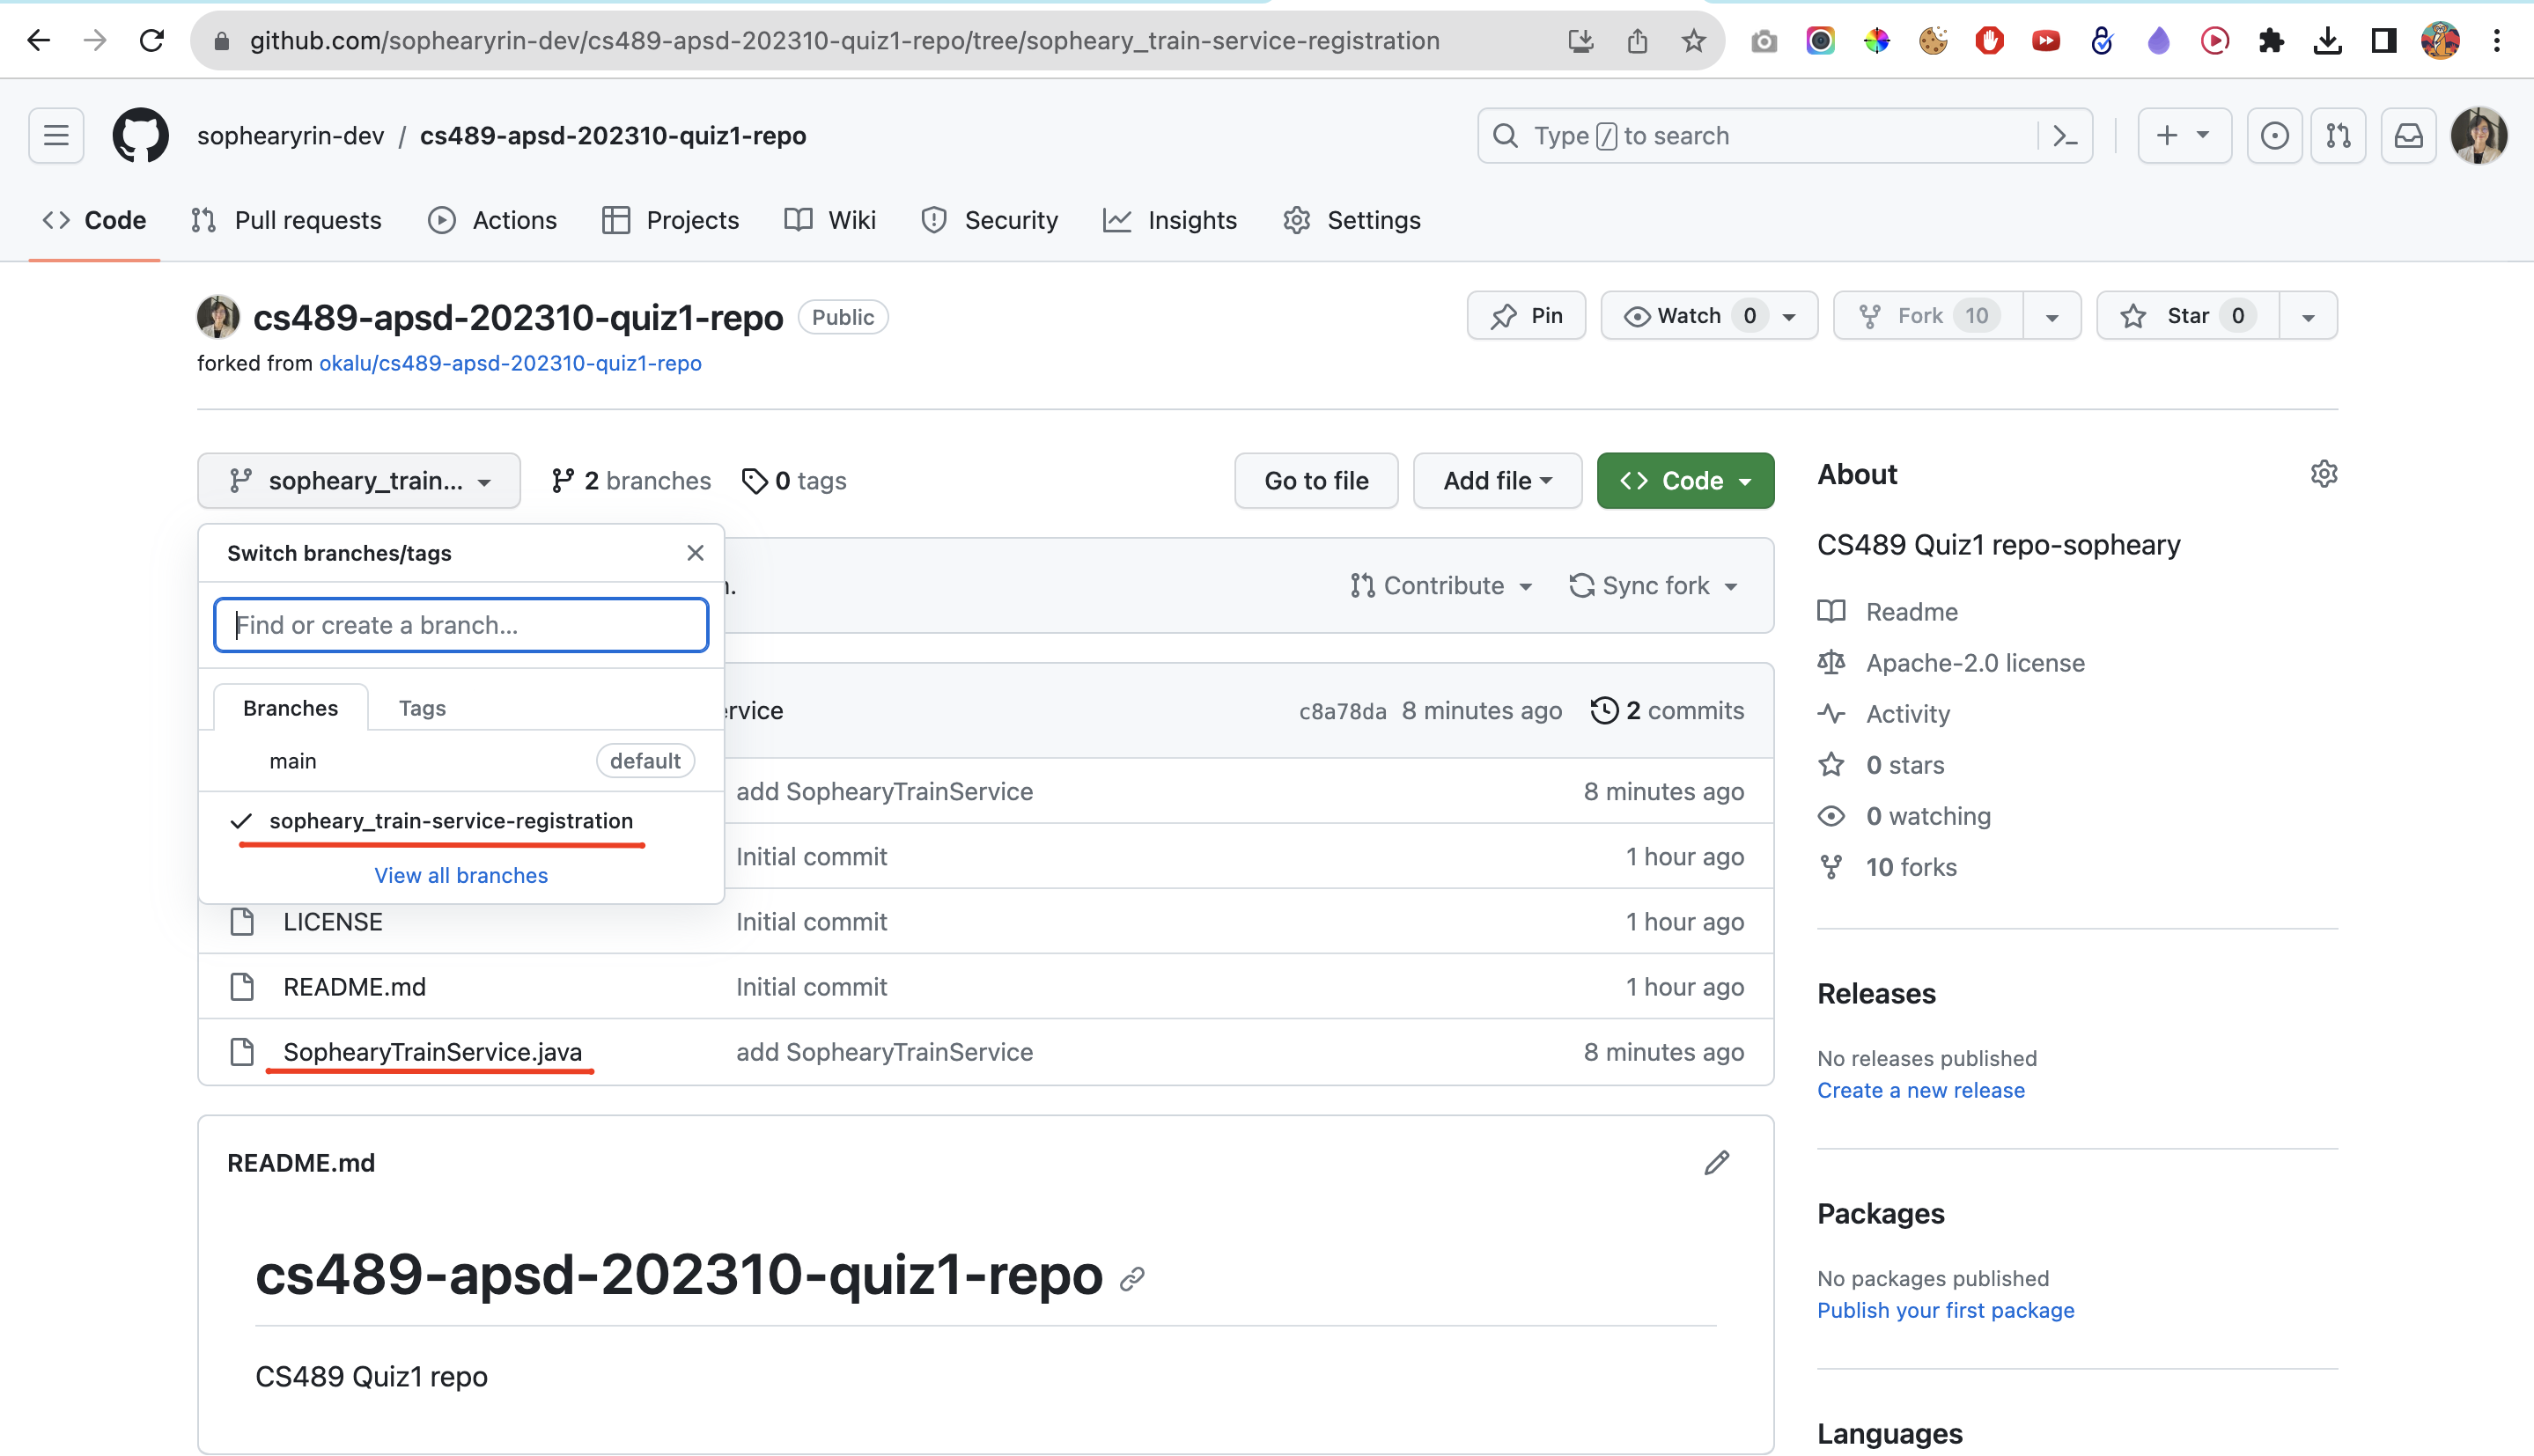 github.com/sophearyrin-dev/cs489-apsd-202310-quiz1-repo/tree/sopheary_train-service-registration
sophearyrin-dev / cs489-apsd-202310-quiz1-repo
Type / to search
Code Pull requests Actions Projects Wiki Security Insights Settings
cs489-apsd-202310-quiz1-repo Public
Pin Watch 0 Fork 10 Star 0
forked from okalu/cs489-apsd-202310-quiz1-repo
sopheary_train... 2 branches 0 tags
Go to file Add file Code
Switch branches/tags
Find or create a branch...
Branches Tags
main default
sopheary_train-service-registration
View all branches
Contribute Sync fork
c8a78da 8 minutes ago 2 commits
add SophearyTrainService 8 minutes ago
Initial commit 1 hour ago
LICENSE Initial commit 1 hour ago
README.md Initial commit 1 hour ago
SophearyTrainService.java add SophearyTrainService 8 minutes ago
README.md
cs489-apsd-202310-quiz1-repo
CS489 Quiz1 repo
About
CS489 Quiz1 repo-sopheary
Readme
Apache-2.0 license
Activity
0 stars
0 watching
10 forks
Releases
No releases published
Create a new release
Packages
No packages published
Publish your first package
Languages